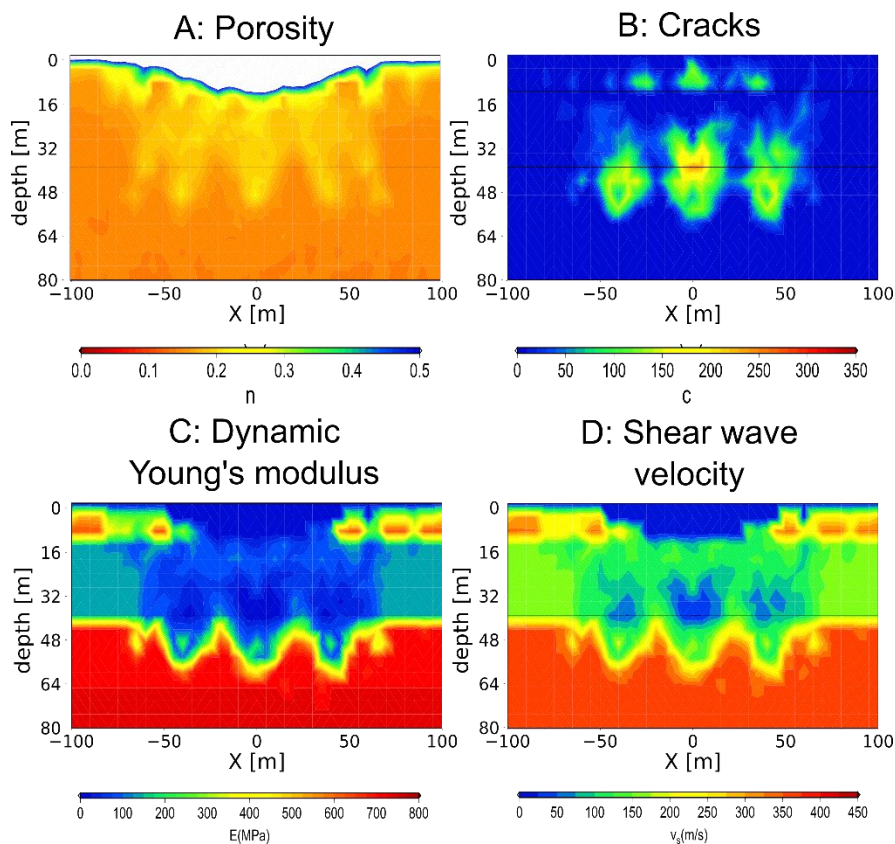 A: Porosity
0
16
32
48
64
80
depth [m]
−100 −50 0 50 100
X [m]
0.0 0.1 0.2 0.3 0.4 0.5
n
B: Cracks
0
16
32
48
64
80
depth [m]
−100 −50 0 50 100
X [m]
0 50 100 150 200 250 300 350
c
C: Dynamic
Young's modulus
0
16
32
48
64
80
depth [m]
−100 −50 0 50 100
X [m]
0 100 200 300 400 500 600 700 800
E(MPa)
D: Shear wave
velocity
0
16
32
48
64
80
depth [m]
−100 −50 0 50 100
X [m]
0 50 100 150 200 250 300 350 400 450
vs(m/s)